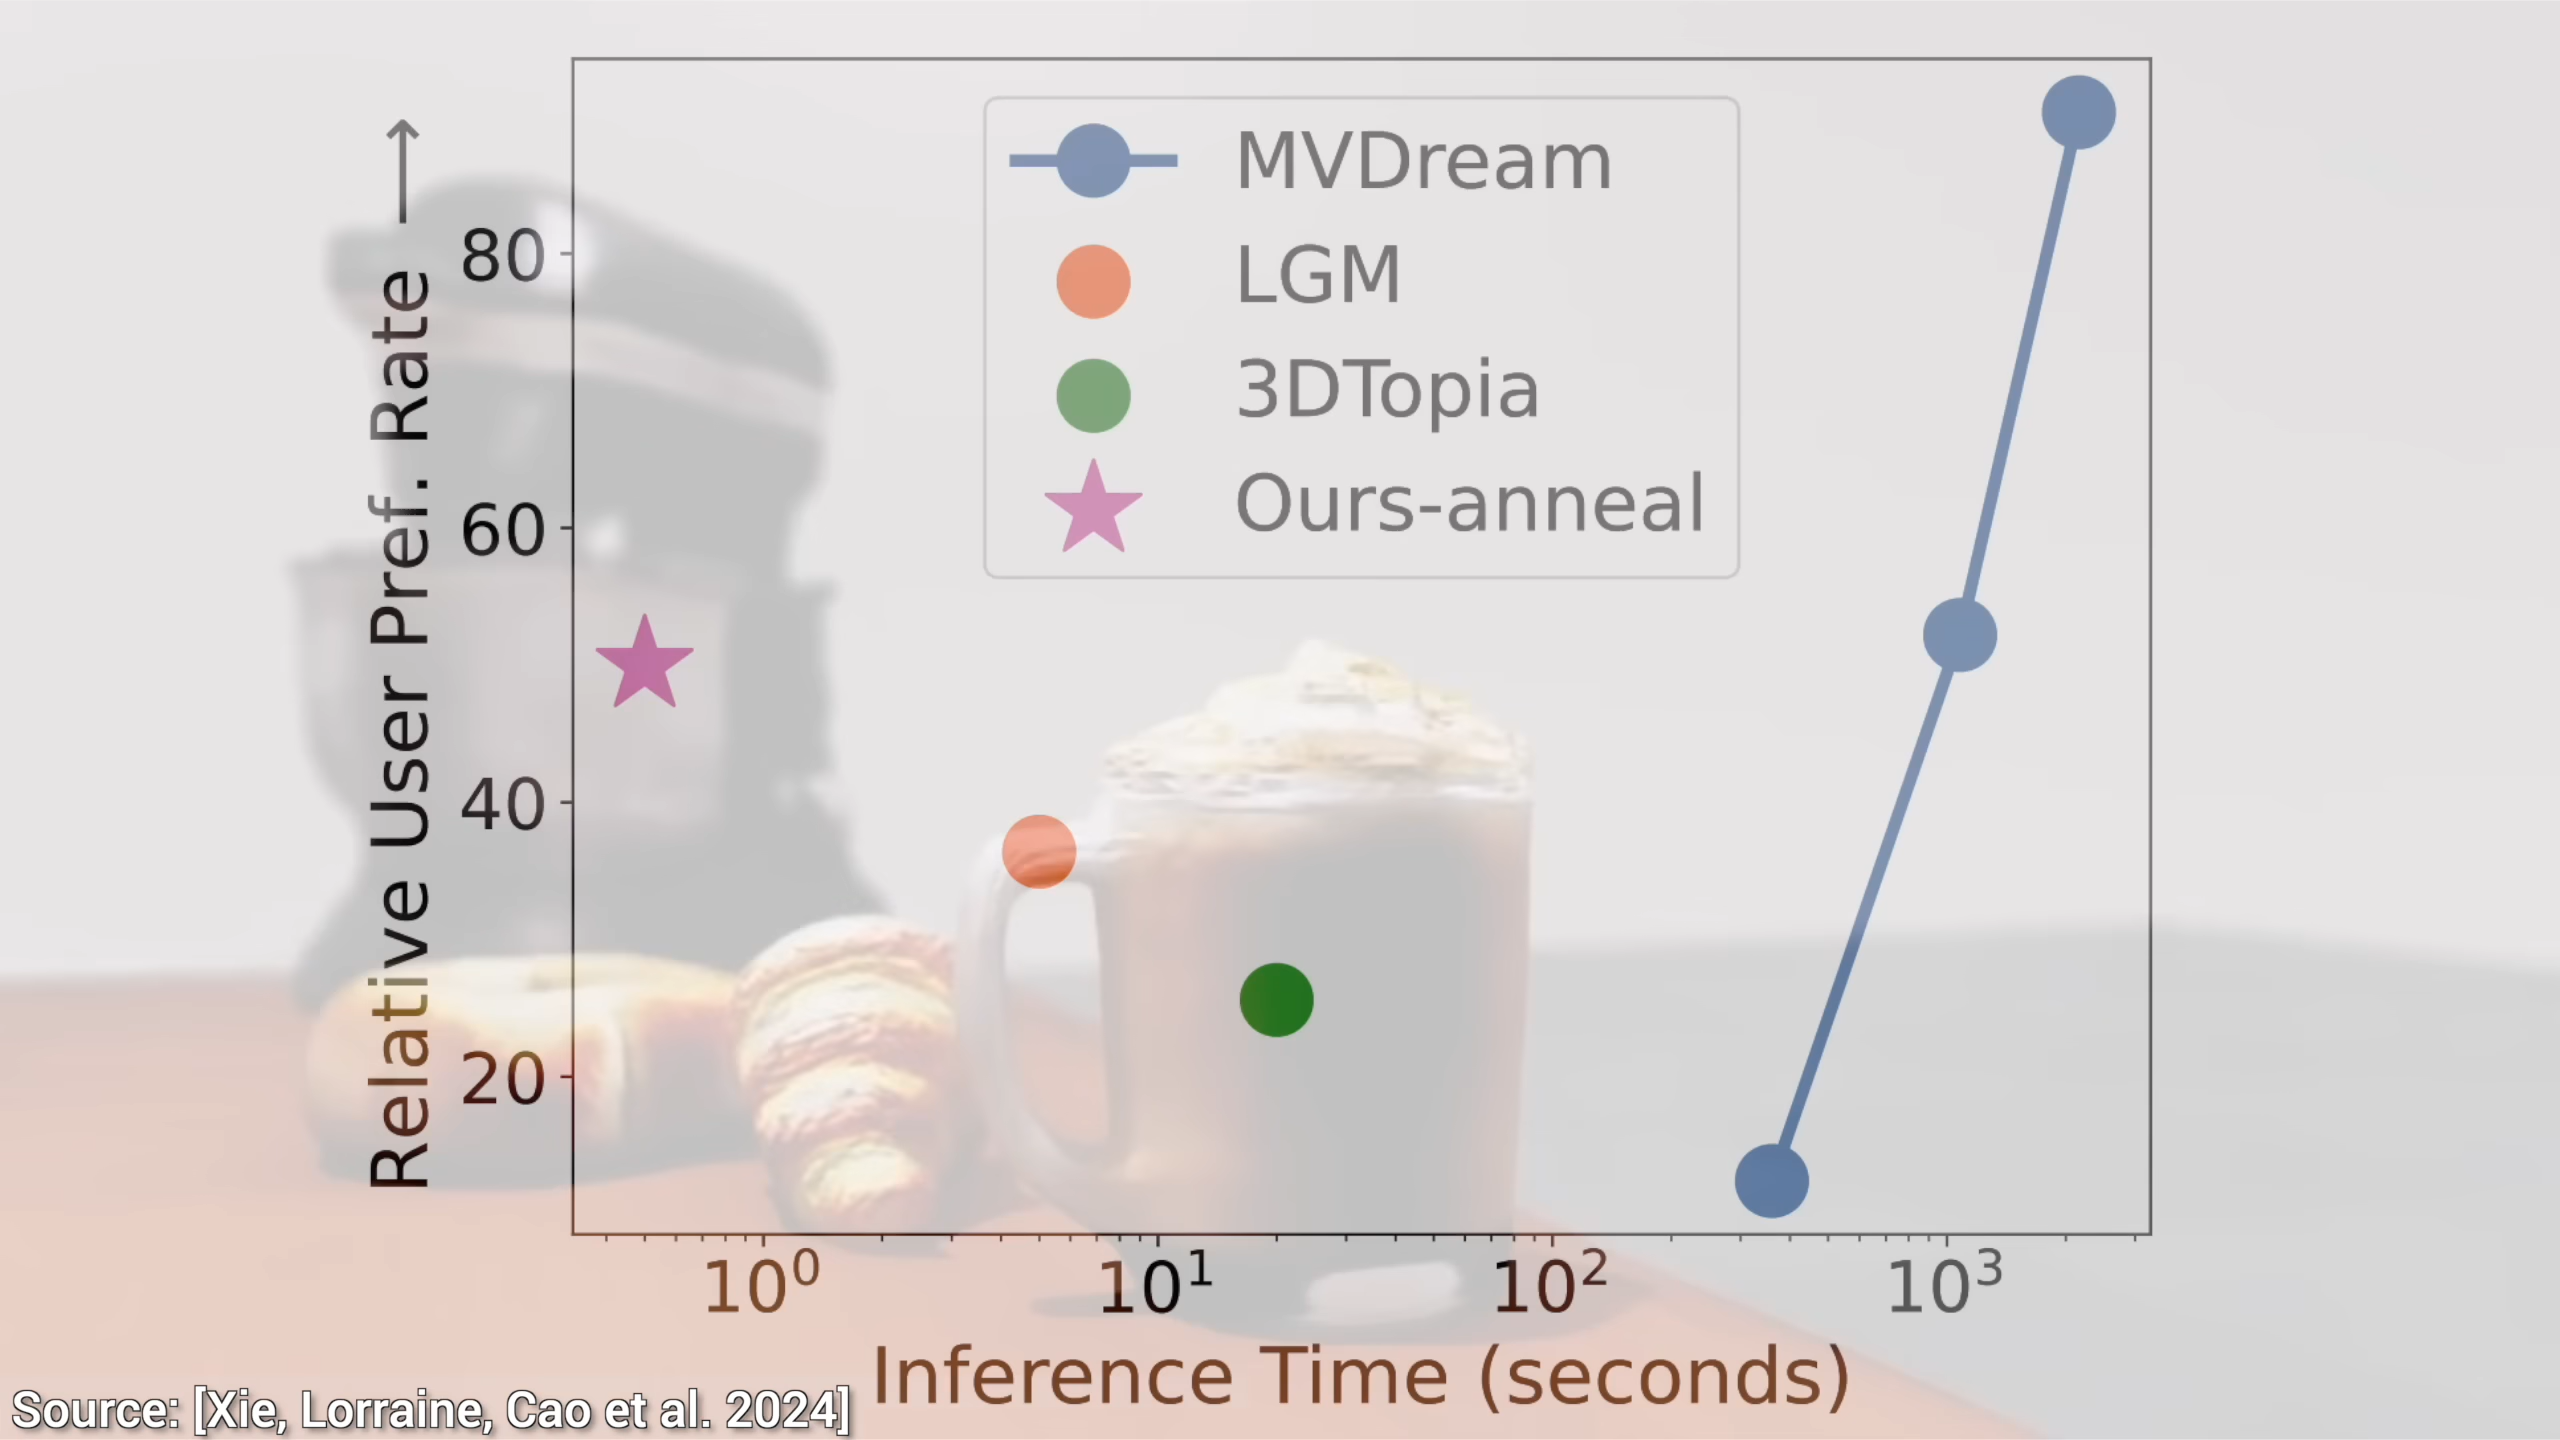 Relative User Pref. Rate →
80
60
40
20
MVDream
LGM
3DTopia
Ours-anneal
10⁰ 10¹ 10² 10³
Inference Time (seconds)
Source: [Xie, Lorraine, Cao et al. 2024]